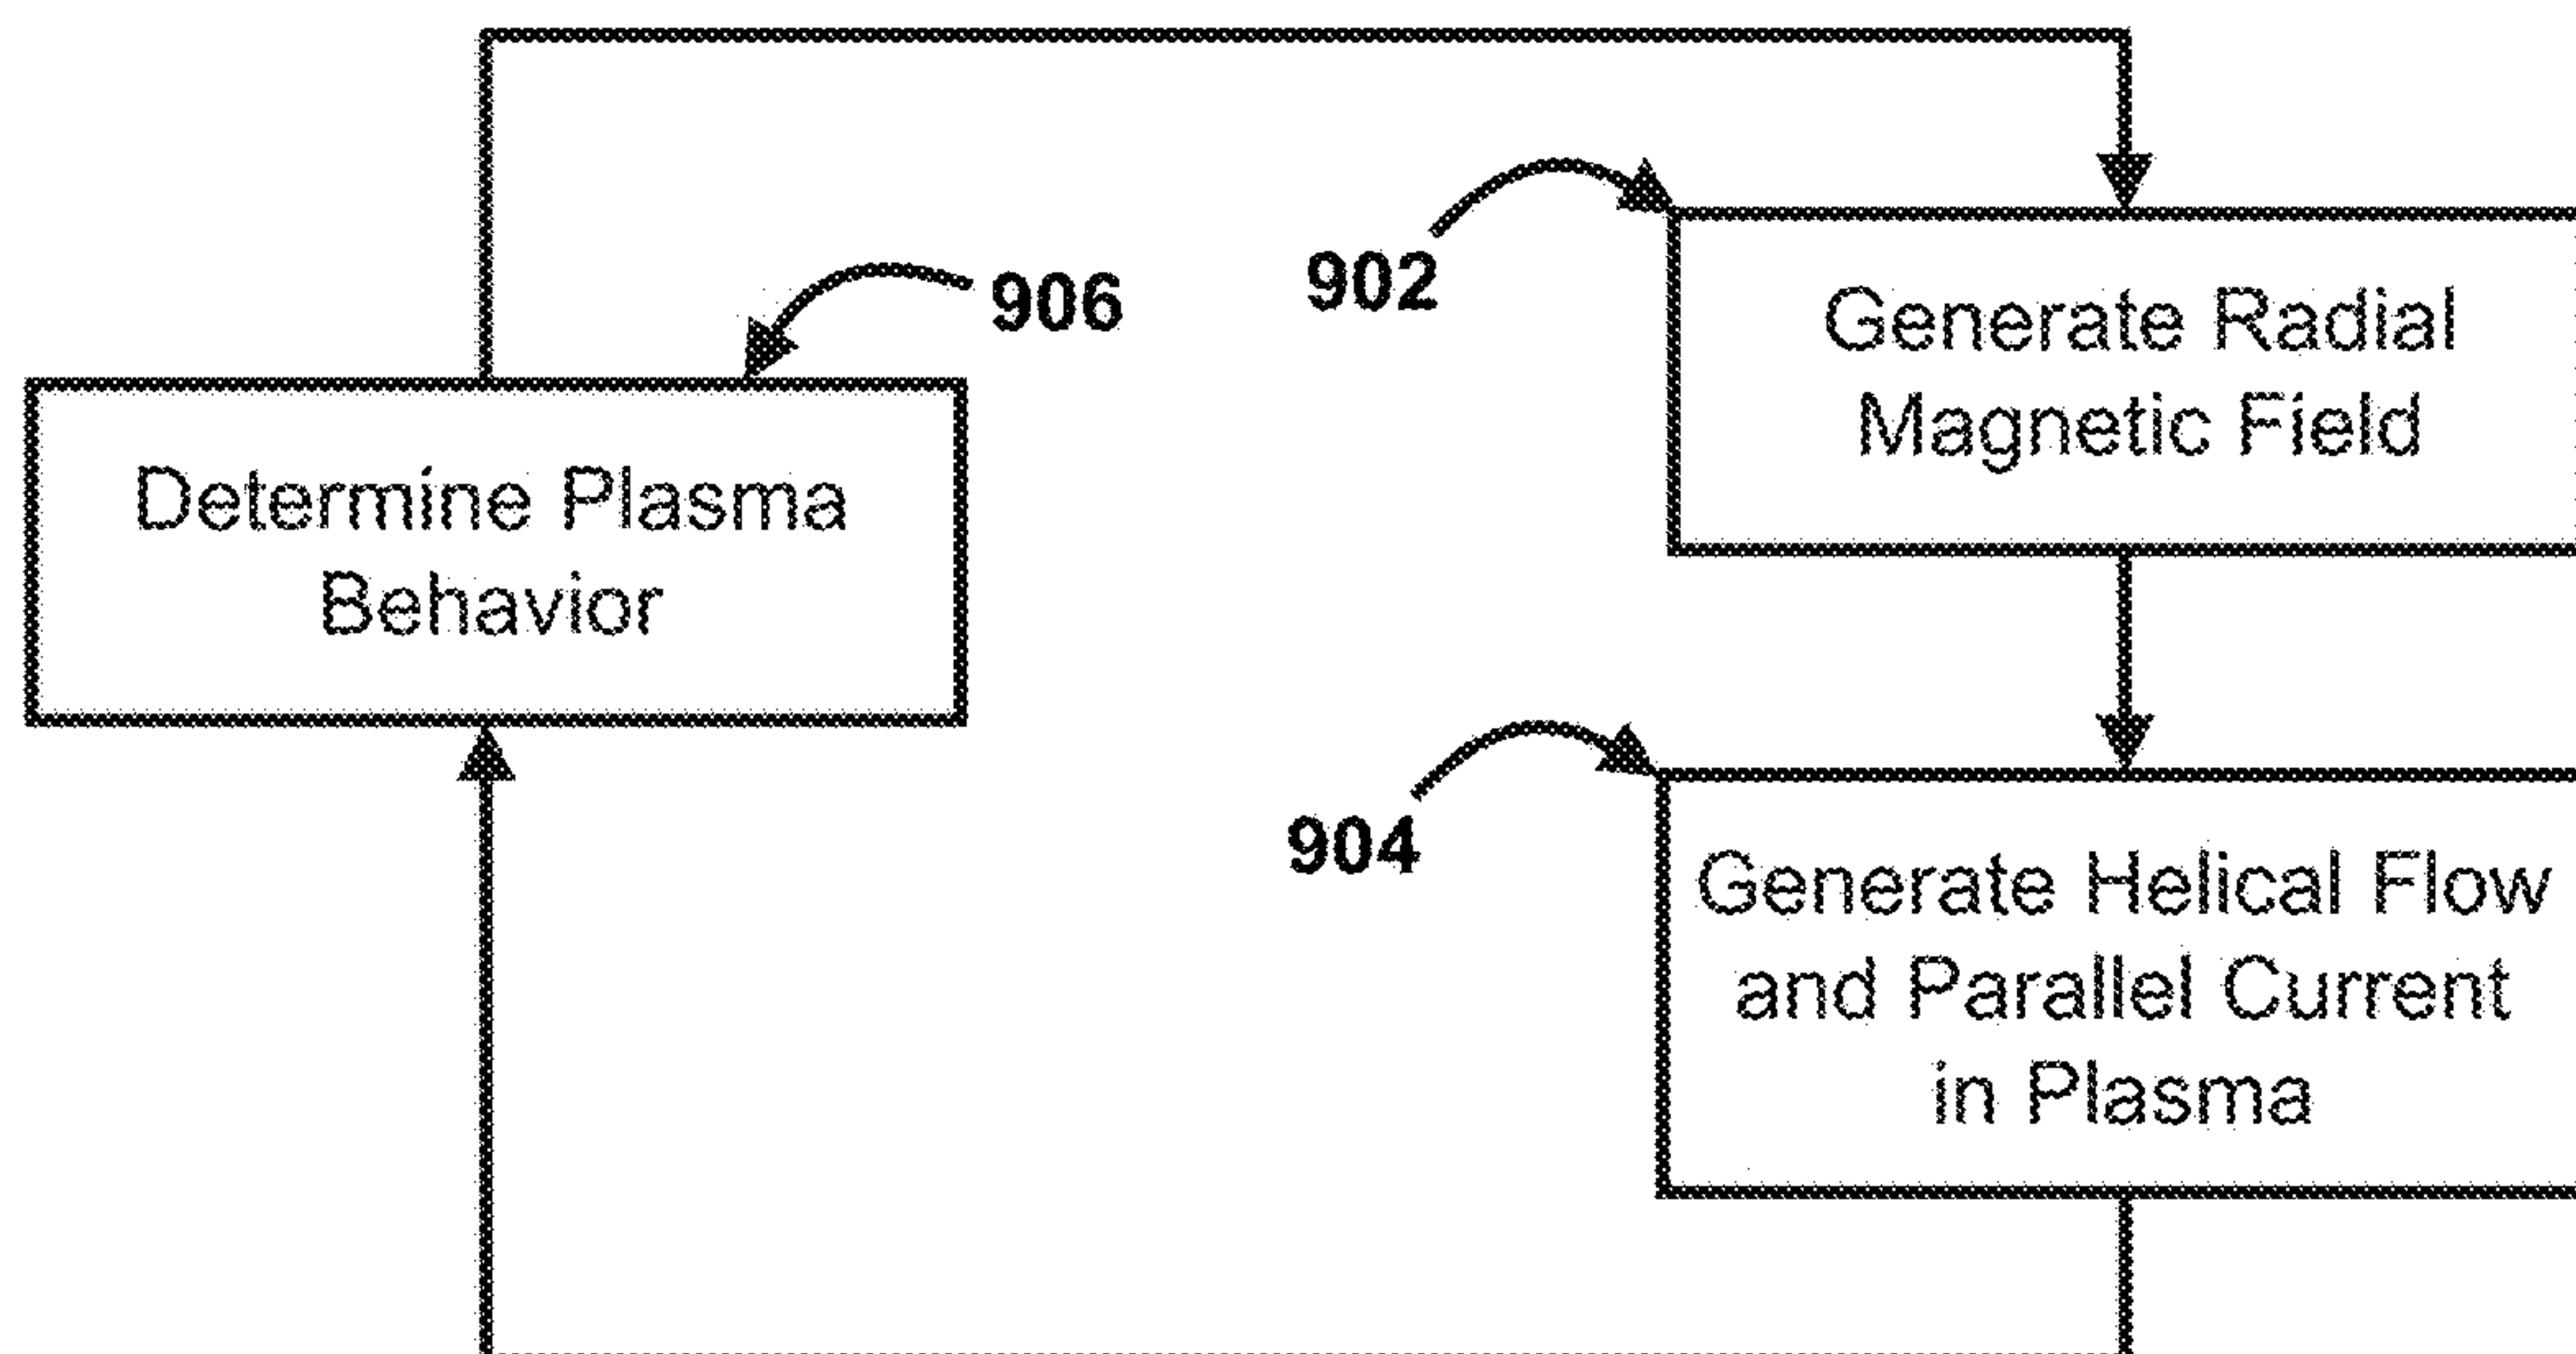 902
Generate Radial
Magnetic Field
906
Determine Plasma
Behavior
904
Generate Helical Flow
and Parallel Current
in Plasma